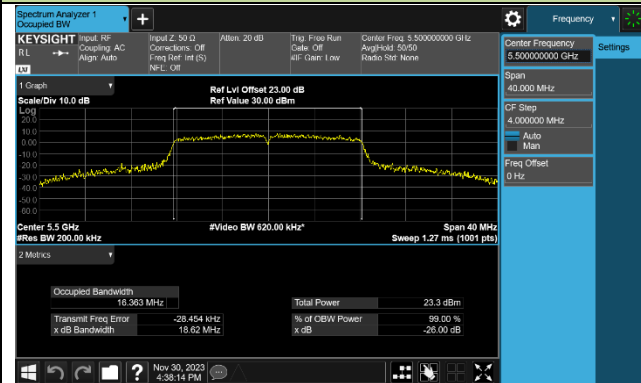 Spectrum Analyzer 1
Occupied BW
Frequency
KEYSIGHT
RL
LXI
Input: RF
Coupling: AC
Align: Auto
Input Z: 50 Ω
Corrections: Off
Freq Ref: Int (S)
NFE: Off
Atten: 20 dB
Trig: Free Run
Gate: Off
#IF Gain: Low
Center Freq: 5.500000000 GHz
Avg|Hold: 50/50
Radio Std: None
Center Frequency
5.500000000 GHz
Settings
Span
40.000 MHz
CF Step
4.000000 MHz
Auto
Man
Freq Offset
0 Hz
1 Graph
Scale/Div 10.0 dB
Ref Lvl Offset 23.00 dB
Ref Value 30.00 dBm
Log
20.0
10.0
0.00
-10.0
-20.0
-30.0
-40.0
-50.0
-60.0
Center 5.5 GHz
#Res BW 200.00 kHz
#Video BW 620.00 kHz*
Span 40 MHz
Sweep 1.27 ms (1001 pts)
2 Metrics
Occupied Bandwidth
16.363 MHz
Total Power
23.3 dBm
Transmit Freq Error
-28.454 kHz
% of OBW Power
99.00 %
x dB Bandwidth
18.62 MHz
x dB
-26.00 dB
?
Nov 30, 2023
4:38:14 PM